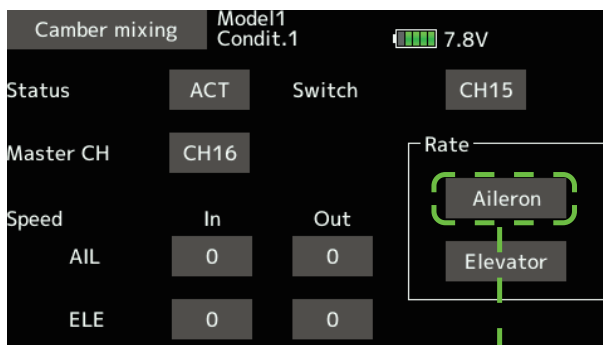 Camber mixing Model1
Condit.1 7.8V
Status ACT Switch CH15
Master CH CH16
Rate
Aileron
Speed In Out
AIL 0 0
Elevator
ELE 0 0